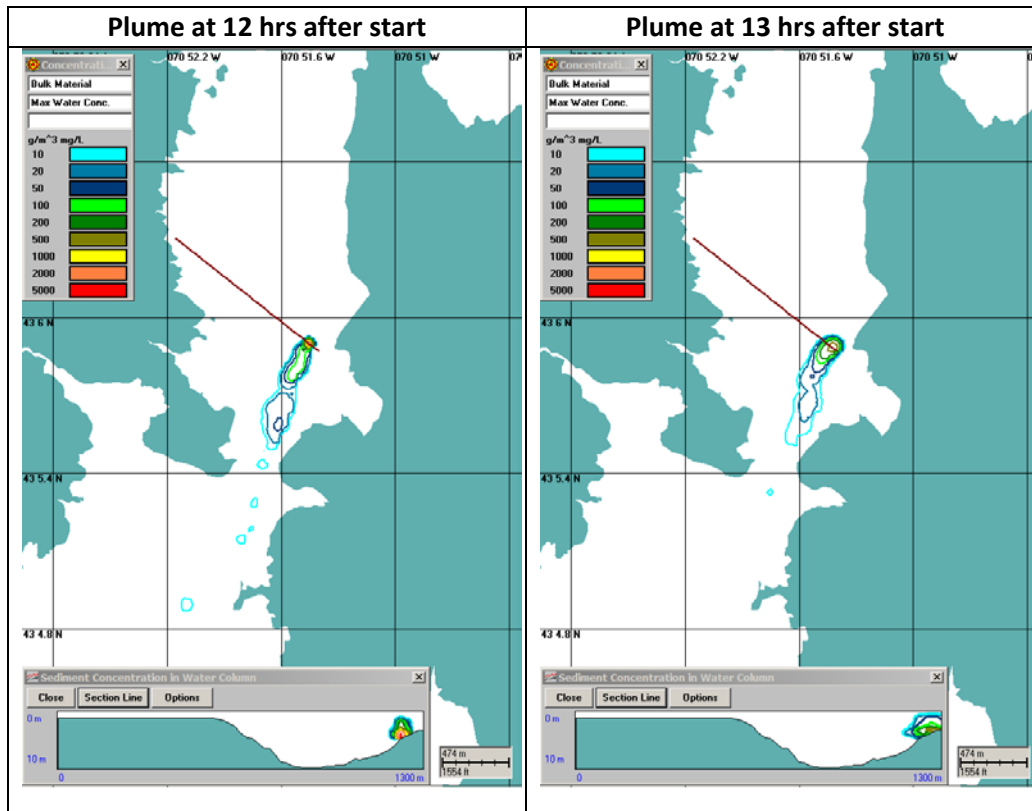 Plume at 12 hrs after start
070 52.2 W
070 51.6 W
070 51 W
Concentrati...
Bulk Material
Max Water Conc.
g/m^3 mg/L
10
20
50
100
200
500
1000
2000
5000
43 6 N
43 5.4 N
43 4.8 N
Sediment Concentration in Water Column
Close Section Line Options
0 m
10 m
0
1300 m
474 m
1554 ft
Plume at 13 hrs after start
070 52.2 W
070 51.6 W
070 51 W
Concentrati...
Bulk Material
Max Water Conc.
g/m^3 mg/L
10
20
50
100
200
500
1000
2000
5000
43 6 N
43 5.4 N
43 4.8 N
Sediment Concentration in Water Column
Close Section Line Options
0 m
10 m
0
1300 m
474 m
1554 ft